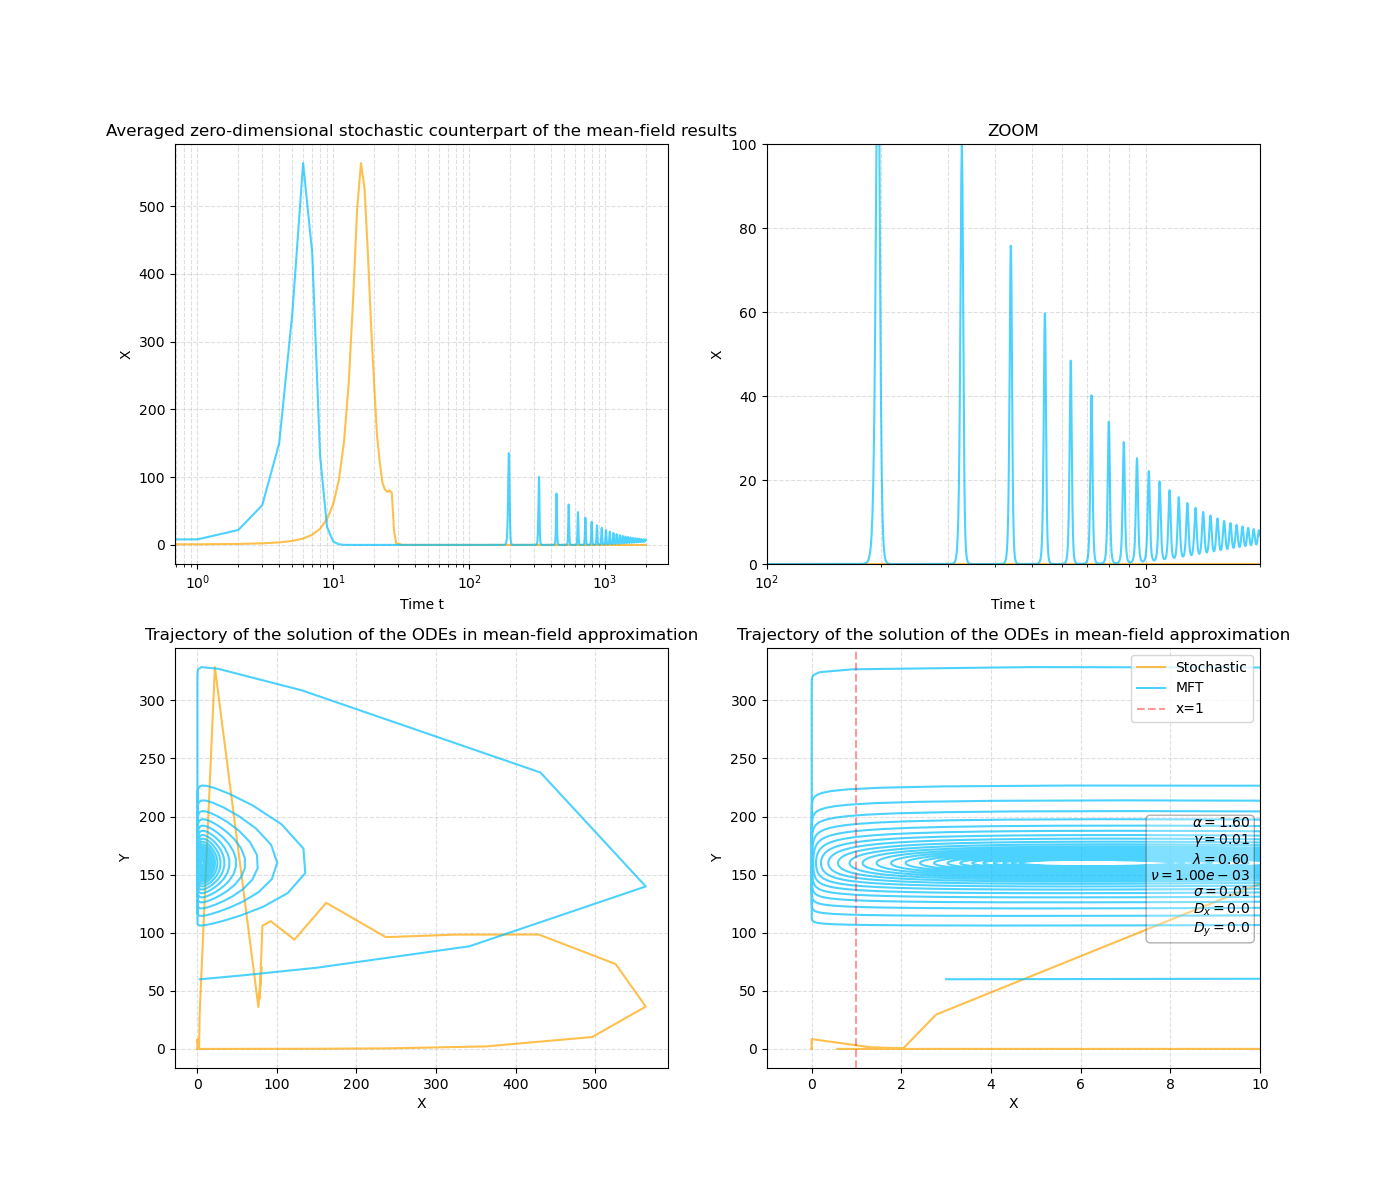 Averaged zero-dimensional stochastic counterpart of the mean-field results
500
400
300
200
100
0
X
10^0
10^1
10^2
10^3
Time t
ZOOM
100
80
60
40
20
0
X
10^2
10^3
Time t
Trajectory of the solution of the ODEs in mean-field approximation
300
250
200
150
100
50
0
Y
0
100
200
300
400
500
X
Trajectory of the solution of the ODEs in mean-field approximation
300
250
200
150
100
50
0
Y
Stochastic
MFT
x=1
α = 1.60
γ = 0.01
λ = 0.60
ν = 1.00e − 03
σ = 0.01
D_x = 0.0
D_y = 0.0
0
2
4
6
8
10
X